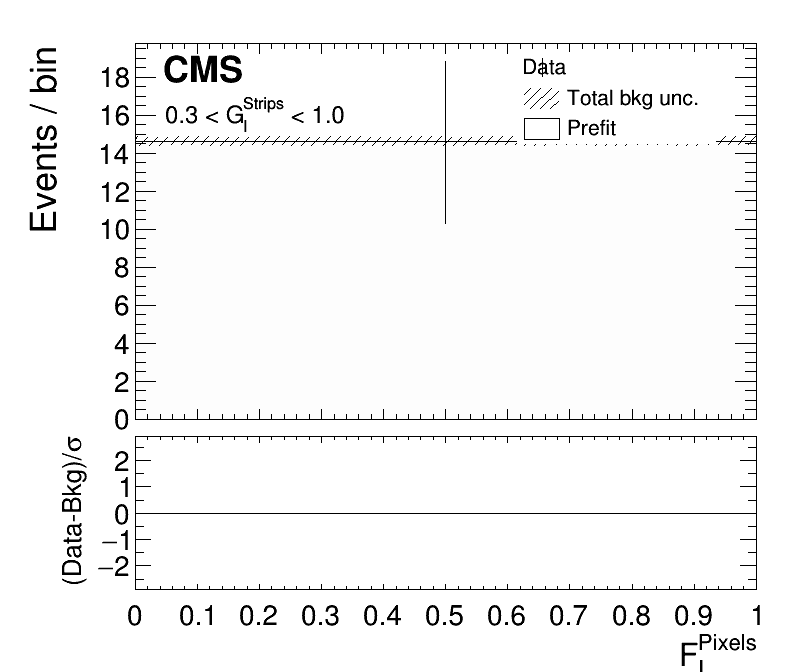 CMS
0.3 < G_I^Strips < 1.0
Data
Total bkg unc.
Prefit
Events / bin
18
16
14
12
10
8
6
4
2
0
(Data-Bkg)/σ
2
1
0
−1
−2
0 0.1 0.2 0.3 0.4 0.5 0.6 0.7 0.8 0.9 1
F_I^Pixels